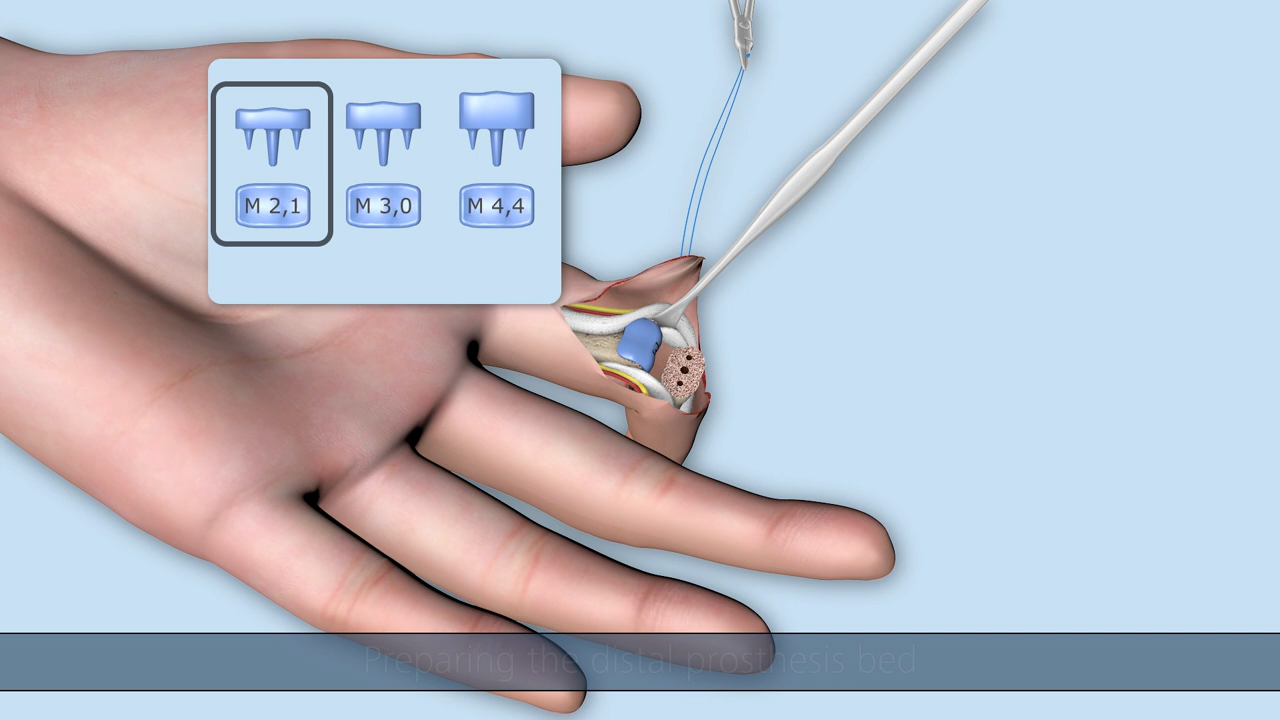 M 2,1 M 3,0 M 4,4
Preparing the distal prosthesis bed